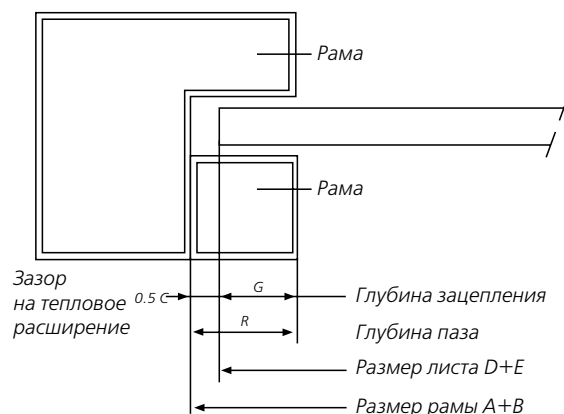 Рама
Рама
Зазор
на тепловое
расширение
0.5 C
G
Глубина зацепления
R
Глубина паза
Размер листа D+E
Размер рамы A+B